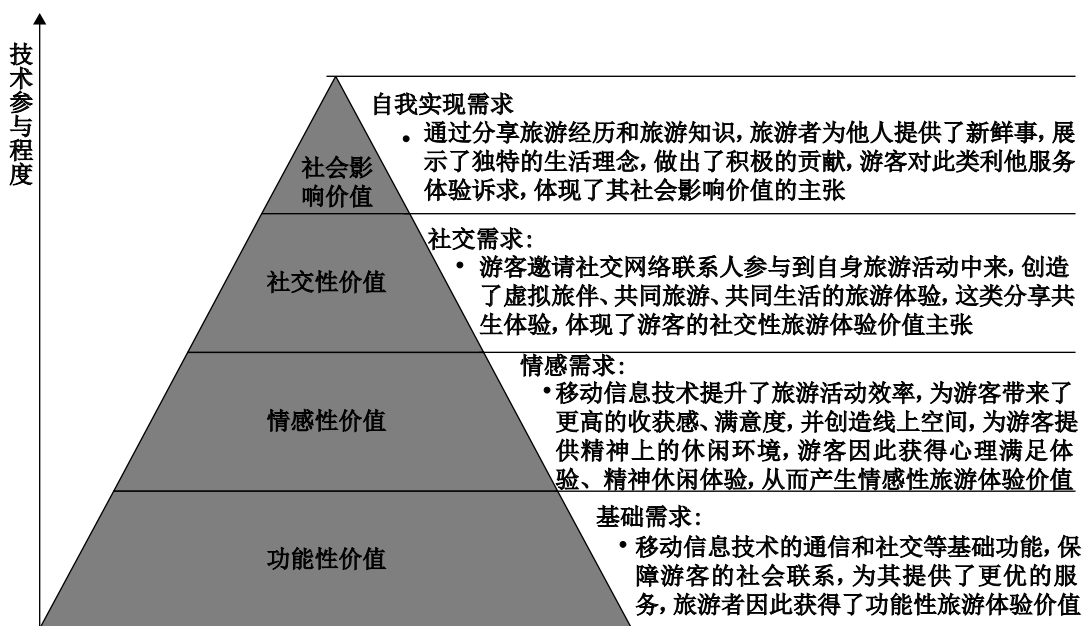 技术参与程度
自我实现需求
• 通过分享旅游经历和旅游知识，旅游者为他人提供了新鲜事，展
示了独特的生活理念，做出了积极的贡献，游客对此类利他服务
体验诉求，体现了其社会影响价值的主张
社会影
响价值
社交需求：
• 游客邀请社交网络联系人参与到自身旅游活动中来，创造
了虚拟旅伴、共同旅游、共同生活的旅游体验，这类分享共
生体验，体现了游客的社交性旅游体验价值主张
社交性价值
情感需求：
•移动信息技术提升了旅游活动效率，为游客带来了
更高的收获感、满意度，并创造线上空间，为游客提
供精神上的休闲环境，游客因此获得心理满足体
验、精神休闲体验，从而产生情感性旅游体验价值
情感性价值
基础需求：
• 移动信息技术的通信和社交等基础功能，保
障游客的社会联系，为其提供了更优的服
务，旅游者因此获得了功能性旅游体验价值
功能性价值